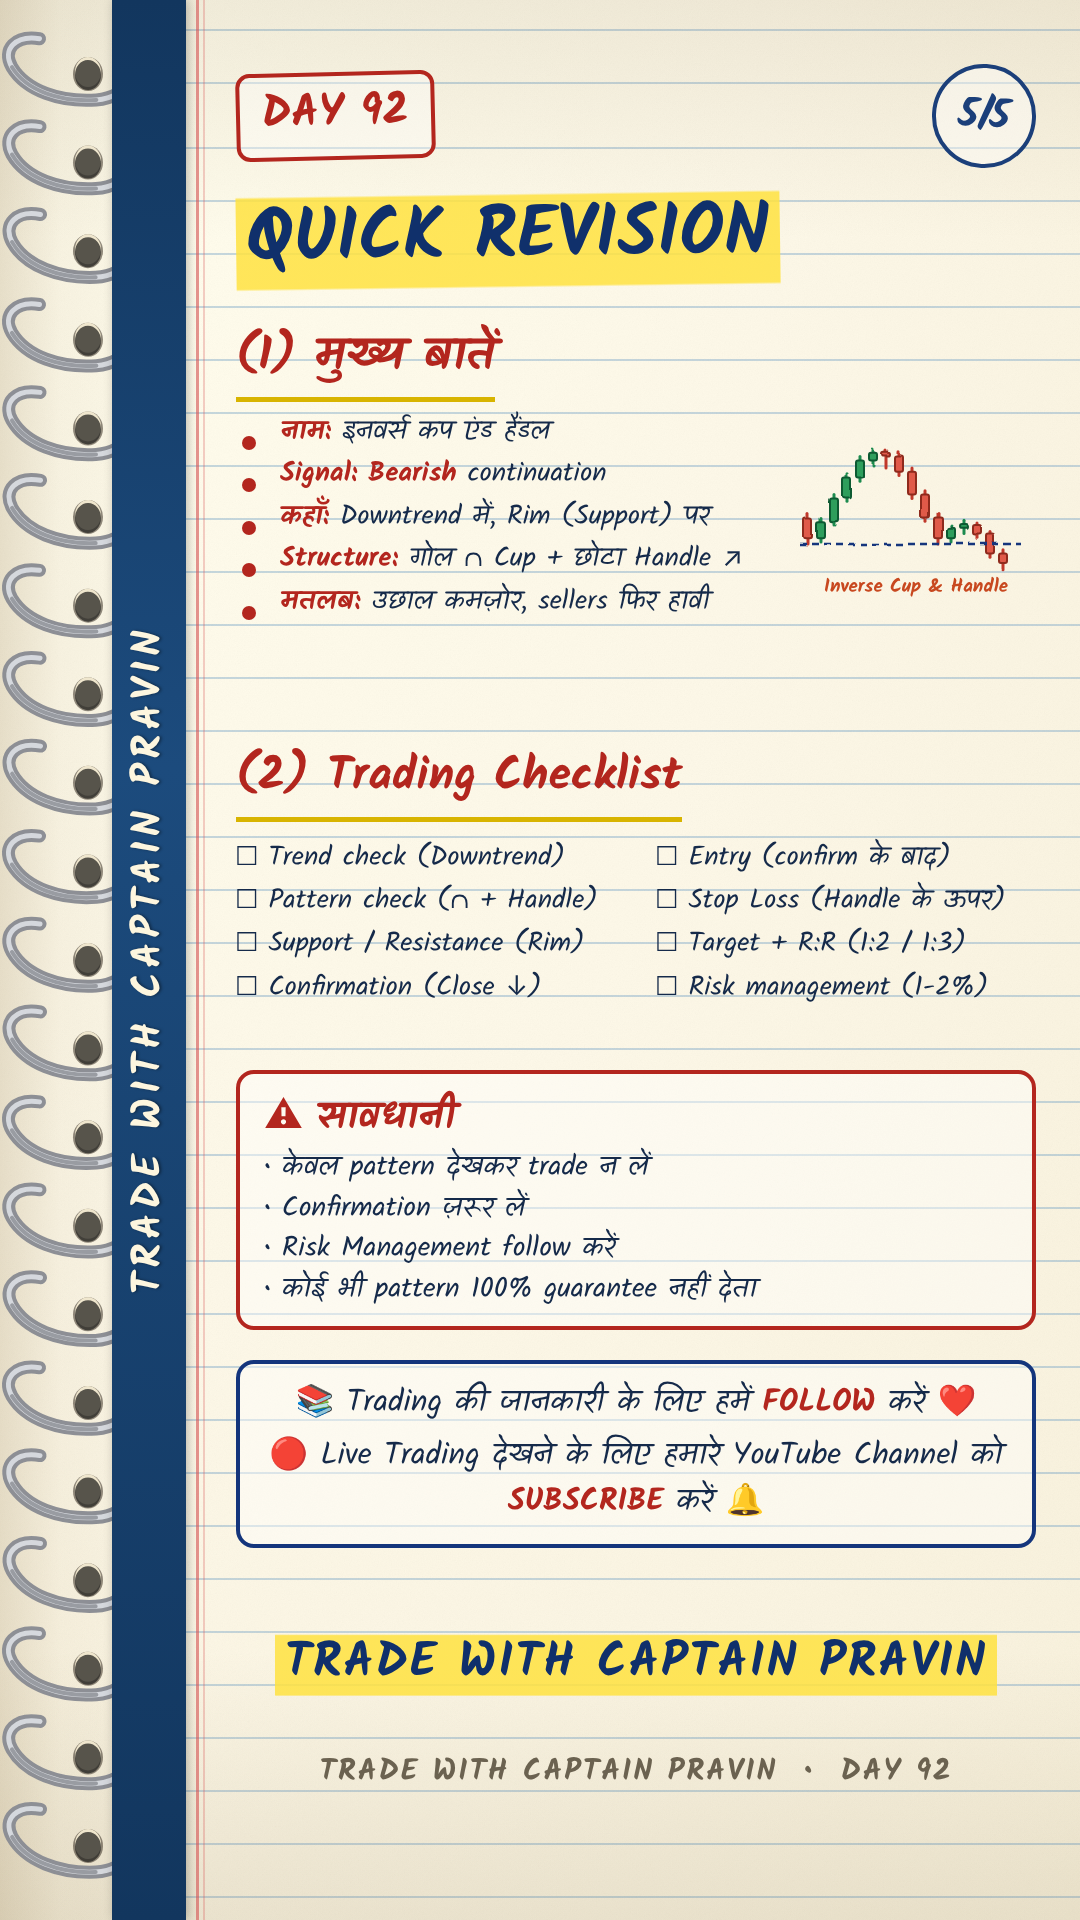 DAY 92
5/5
QUICK REVISION
(1) मुख्य बातें
नाम: इनवर्स कप एंड हैंडल
Signal: Bearish continuation
कहाँ: Downtrend में, Rim (Support) पर
Structure: गोल ∩ Cup + छोटा Handle ↗
मतलब: उछाल कमज़ोर, sellers फिर हावी
Inverse Cup & Handle
(2) Trading Checklist
☐ Trend check (Downtrend)
☐ Pattern check (∩ + Handle)
☐ Support / Resistance (Rim)
☐ Confirmation (Close ↓)
☐ Entry (confirm के बाद)
☐ Stop Loss (Handle के ऊपर)
☐ Target + R:R (1:2 / 1:3)
☐ Risk management (1-2%)
⚠ सावधानी
· केवल pattern देखकर trade न लें
· Confirmation ज़रूर लें
· Risk Management follow करें
· कोई भी pattern 100% guarantee नहीं देता
📚 Trading की जानकारी के लिए हमें FOLLOW करें ❤️
🔴 Live Trading देखने के लिए हमारे YouTube Channel को
SUBSCRIBE करें 🔔
TRADE WITH CAPTAIN PRAVIN
TRADE WITH CAPTAIN PRAVIN · DAY 92
TRADE WITH CAPTAIN PRAVIN